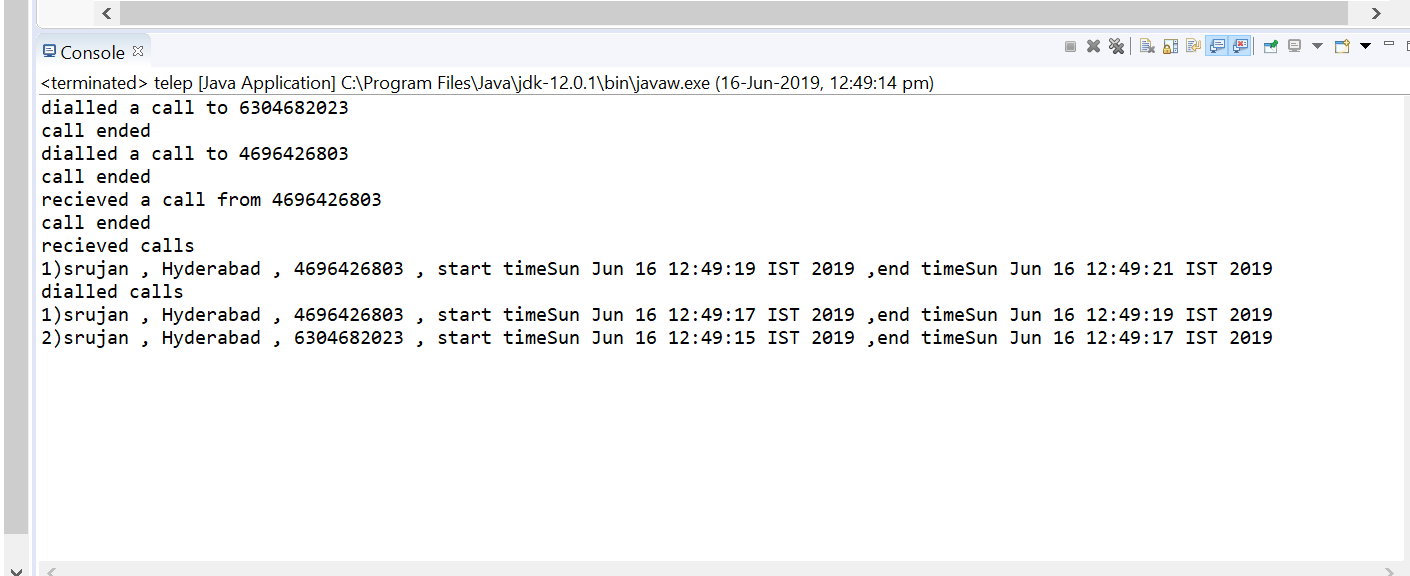 Console
<terminated> telep [Java Application] C:\Program Files\Java\jdk-12.0.1\bin\javaw.exe (16-Jun-2019, 12:49:14 pm)
dialled a call to 6304682023
call ended
dialled a call to 4696426803
call ended
recieved a call from 4696426803
call ended
recieved calls
1)srujan , Hyderabad , 4696426803 , start timeSun Jun 16 12:49:19 IST 2019 ,end timeSun Jun 16 12:49:21 IST 2019
dialled calls
1)srujan , Hyderabad , 4696426803 , start timeSun Jun 16 12:49:17 IST 2019 ,end timeSun Jun 16 12:49:19 IST 2019
2)srujan , Hyderabad , 6304682023 , start timeSun Jun 16 12:49:15 IST 2019 ,end timeSun Jun 16 12:49:17 IST 2019